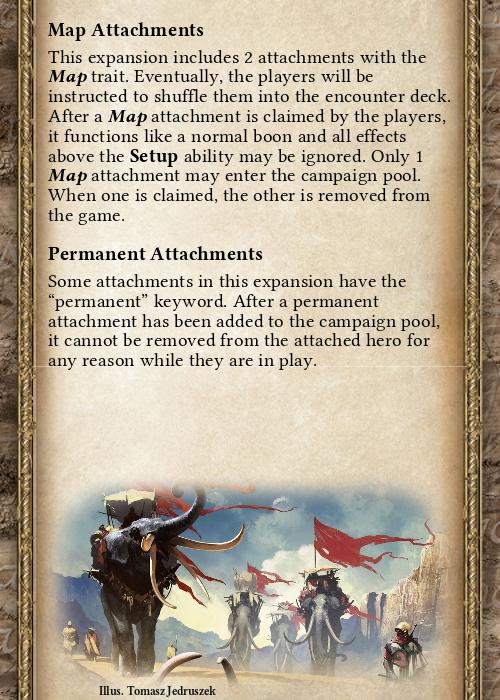 Map Attachments
This expansion includes 2 attachments with the
Map trait. Eventually, the players will be
instructed to shuffle them into the encounter deck.
After a Map attachment is claimed by the players,
it functions like a normal boon and all effects
above the Setup ability may be ignored. Only 1
Map attachment may enter the campaign pool.
When one is claimed, the other is removed from
the game.
Permanent Attachments
Some attachments in this expansion have the
“permanent” keyword. After a permanent
attachment has been added to the campaign pool,
it cannot be removed from the attached hero for
any reason while they are in play.
Illus. Tomasz Jedruszek